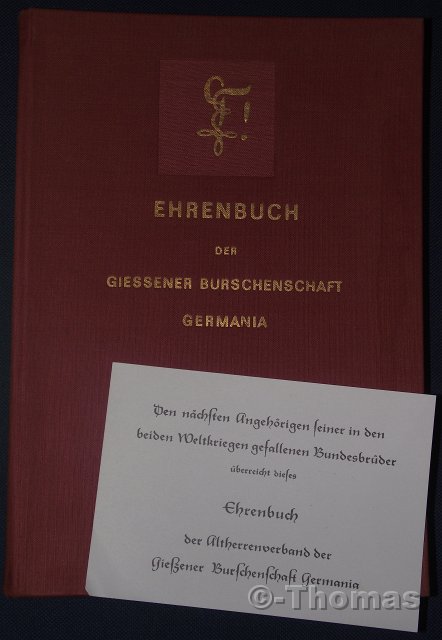 EHRENBUCH
DER
GIESSENER BURSCHENSCHAFT
GERMANIA
Den nächſten Angehörigen ſeiner in den
beiden Weltkriegen gefallenen Bundesbrüder
überreicht dieſes
Ehrenbuch
der Altherrenverband der
Gießener Burſchenſchaft Germania
©-Thomas